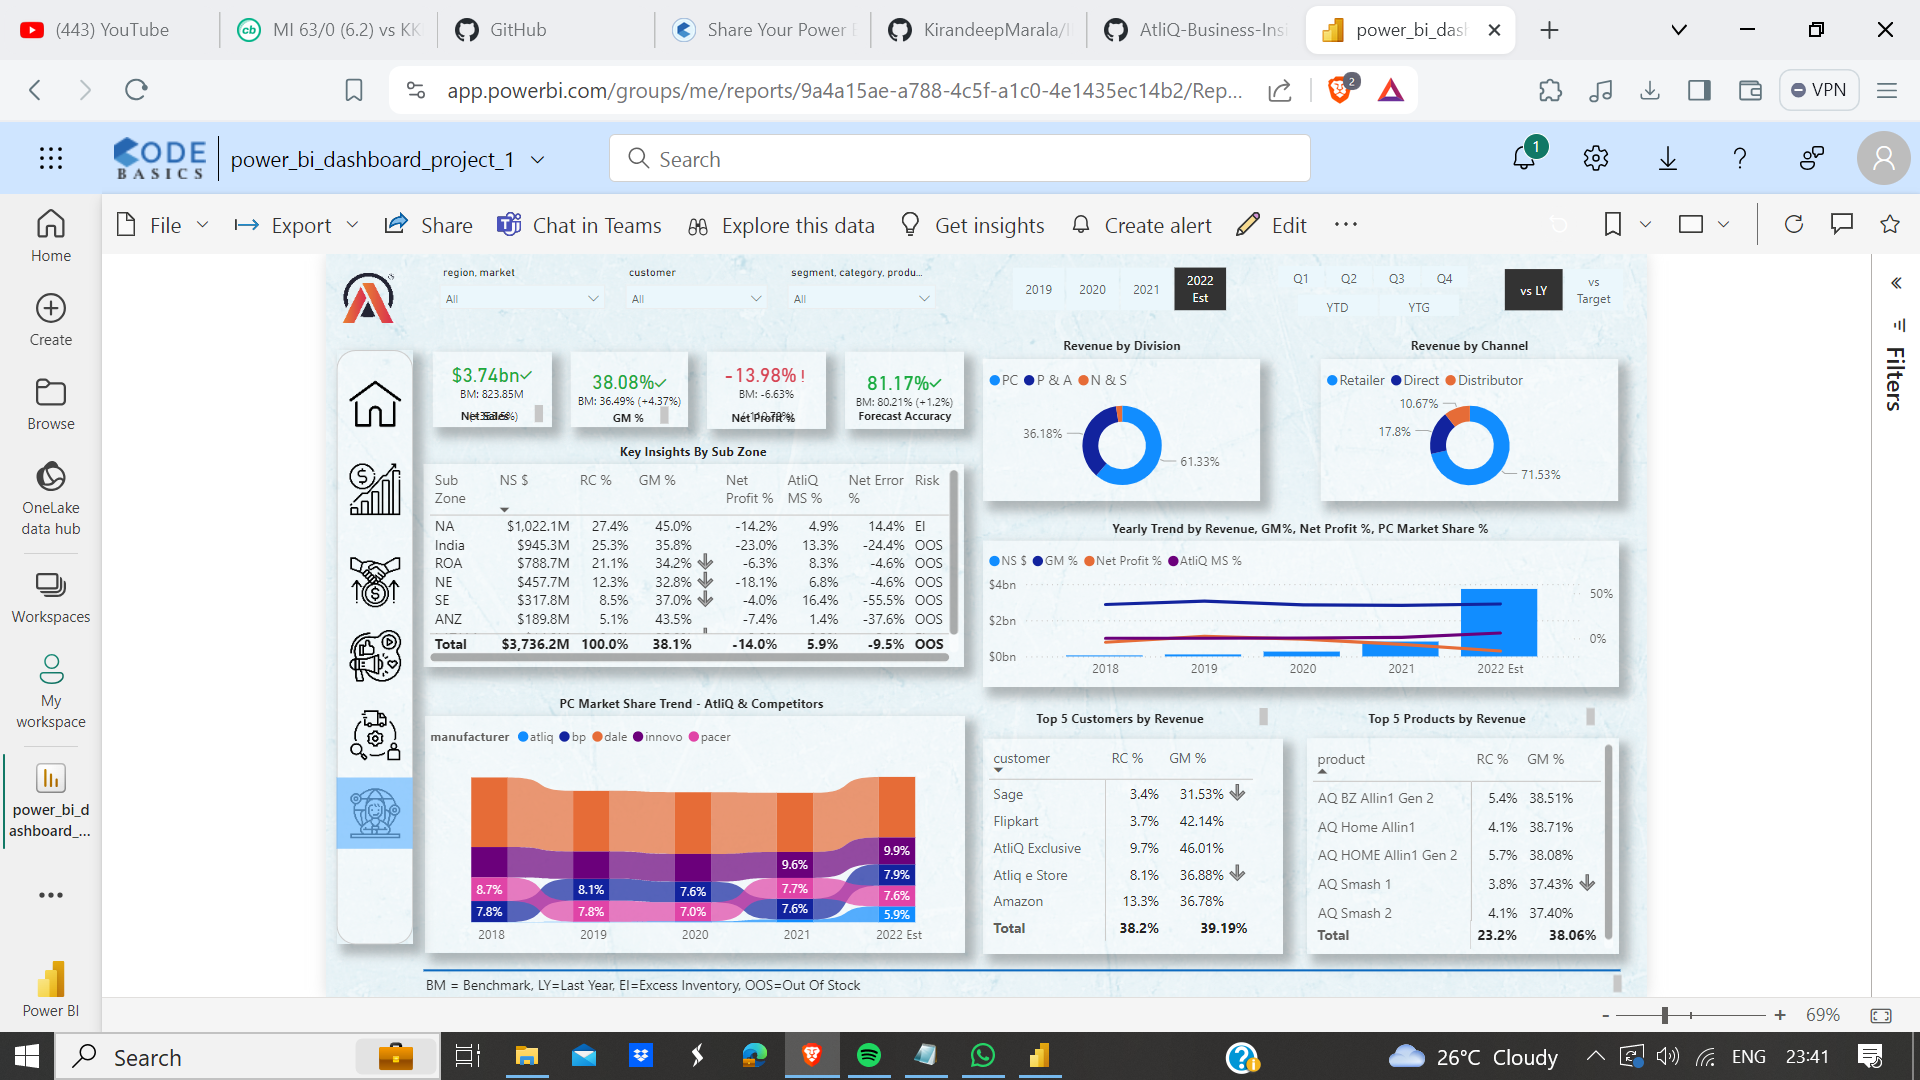 (443) YouTube
MI 63/0 (6.2) vs KK
GitHub
Share Your Power
KirandeepMarala/
AtliQ-Business-Insi
power_bi_dasl
app.powerbi.com/groups/me/reports/9a4a15ae-a788-4c5f-a1c0-4e1435ec14b2/Rep...
2
VPN
CODE
BASICS
power_bi_dashboard_project_1
Search
1
File
Export
Share
Chat in Teams
Explore this data
Get insights
Create alert
Edit
Home
Create
Browse
OneLake
data hub
Workspaces
My
workspace
power_bi_d
ashboard_...
Power BI
region, market
All
customer
All
segment, category, produ...
All
2019 2020 2021 2022
Est
Q1 Q2 Q3 Q4
YTD YTG
vs LY
vs
Target
Filters
$3.74bn
BM: 823.85M
Net Sales
38.08%
BM: 36.49% (+4.37%)
GM %
-13.98% !
BM: -6.63%
Net Profit %
81.17%
BM: 80.21% (+1.2%)
Forecast Accuracy
Key Insights By Sub Zone
Sub
Zone NS $ RC % GM % Net
Profit % AtliQ
MS % Net Error
% Risk
NA $1,022.1M 27.4% 45.0% -14.2% 4.9% 14.4% EI
India $945.3M 25.3% 35.8% -23.0% 13.3% -24.4% OOS
ROA $788.7M 21.1% 34.2% -6.3% 8.3% -4.6% OOS
NE $457.7M 12.3% 32.8% -18.1% 6.8% -4.6% OOS
SE $317.8M 8.5% 37.0% -4.0% 16.4% -55.5% OOS
ANZ $189.8M 5.1% 43.5% -7.4% 1.4% -37.6% OOS
Total $3,736.2M 100.0% 38.1% -14.0% 5.9% -9.5% OOS
Revenue by Division
PC P & A N & S
36.18%
61.33%
Revenue by Channel
Retailer Direct Distributor
10.67%
17.8%
71.53%
Yearly Trend by Revenue, GM%, Net Profit %, PC Market Share %
NS $ GM % Net Profit % AtliQ MS %
$4bn
$2bn
$0bn
50%
0%
2018 2019 2020 2021 2022 Est
PC Market Share Trend - AtliQ & Competitors
manufacturer atliq bp dale innovo pacer
8.7%
7.8%
8.1%
7.8%
7.6%
7.0%
9.6%
7.7%
7.6%
9.9%
7.9%
7.6%
5.9%
2018 2019 2020 2021 2022 Est
Top 5 Customers by Revenue
customer RC % GM %
Sage 3.4% 31.53%
Flipkart 3.7% 42.14%
AtliQ Exclusive 9.7% 46.01%
Atliq e Store 8.1% 36.88%
Amazon 13.3% 36.78%
Total 38.2% 39.19%
Top 5 Products by Revenue
product RC % GM %
AQ BZ Allin1 Gen 2 5.4% 38.51%
AQ Home Allin1 4.1% 38.71%
AQ HOME Allin1 Gen 2 5.7% 38.08%
AQ Smash 1 3.8% 37.43%
AQ Smash 2 4.1% 37.40%
Total 23.2% 38.06%
BM = Benchmark, LY=Last Year, EI=Excess Inventory, OOS=Out Of Stock
- + 69%
Search
26°C Cloudy
ENG
23:41